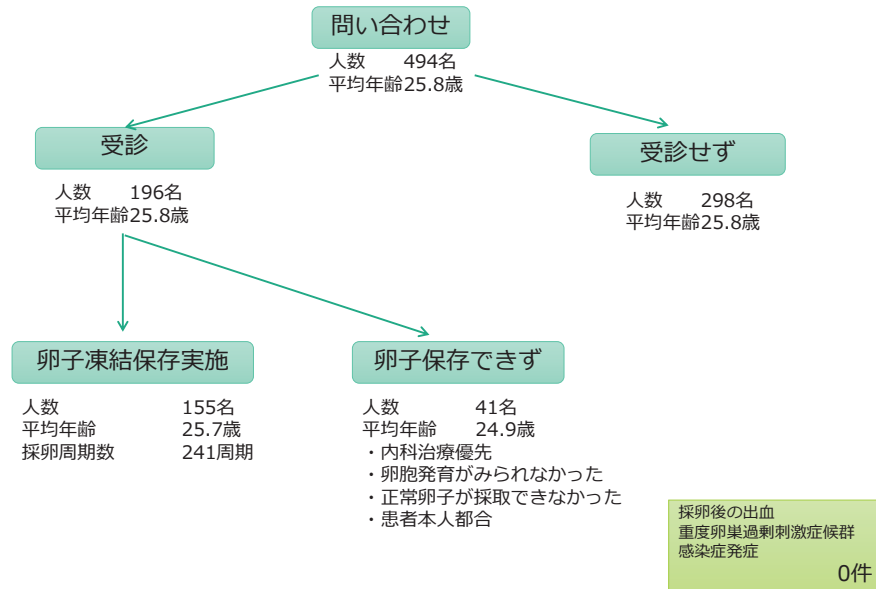 問い合わせ
人数 494名
平均年齢25.8歳
受診
人数 196名
平均年齢25.8歳
受診せず
人数 298名
平均年齢25.8歳
卵子凍結保存実施
人数 155名
平均年齢 25.7歳
採卵周期数 241周期
卵子保存できず
人数 41名
平均年齢 24.9歳
・内科治療優先
・卵胞発育がみられなかった
・正常卵子が採取できなかった
・患者本人都合
採卵後の出血
重度卵巣過剰刺激症候群
感染症発症
0件